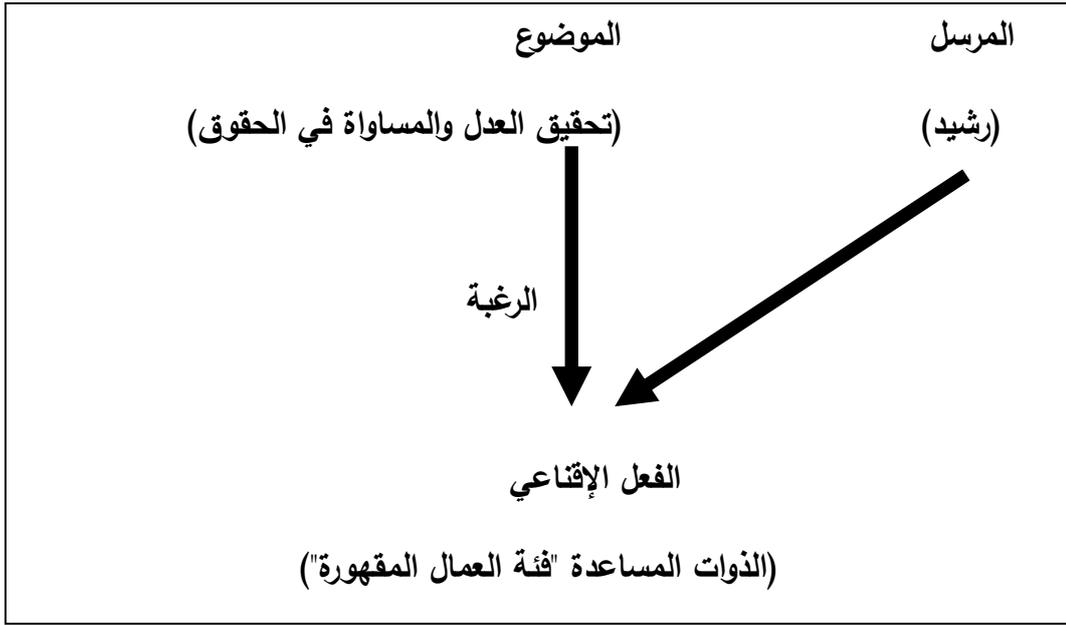 المرسل الموضوع
(رشيد) (تحقيق العدل والمساواة في الحقوق)
الرغبة
الفعل الإقناعي
(الذوات المساعدة "فئة العمال المقهورة")